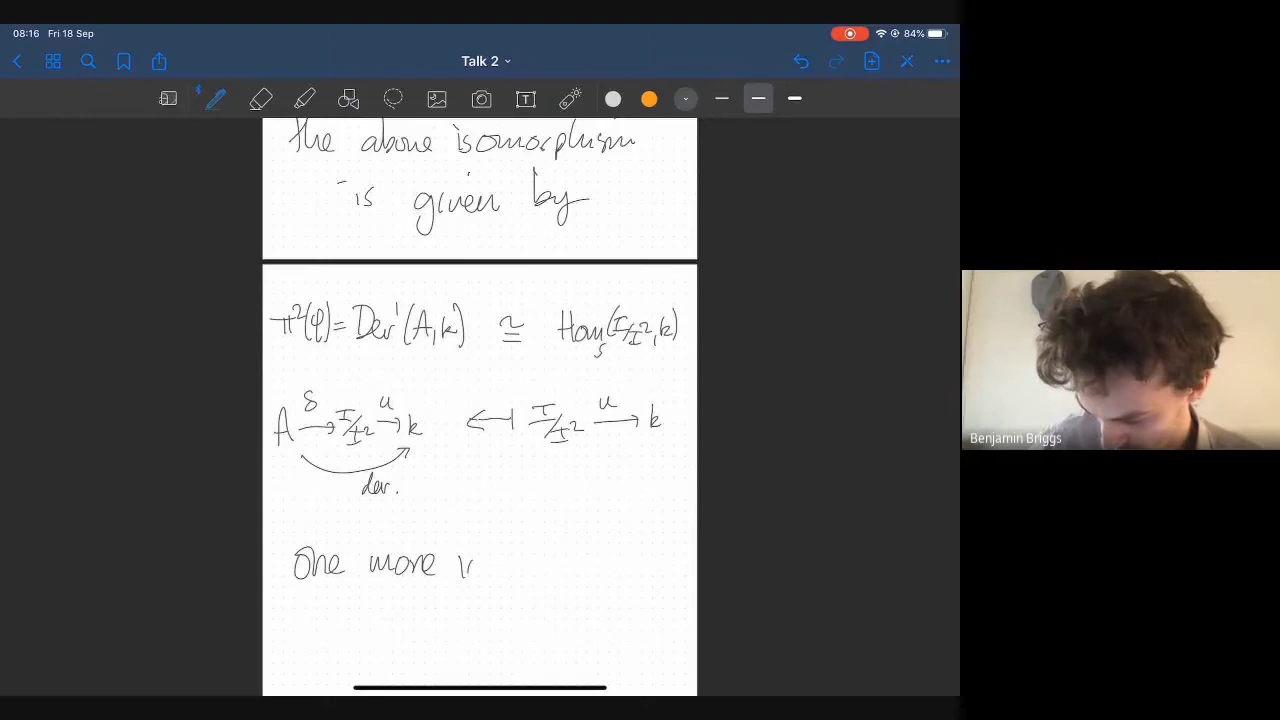 08:16 Fri 18 Sep
84%
Talk 2
the above isomorphism
is given by
π²(φ) = Der¹(A,k) ≅ Hom_S(I/I², k)
A →δ I/I² →u k ↤ I/I² →u k
der.
One more
Benjamin Briggs